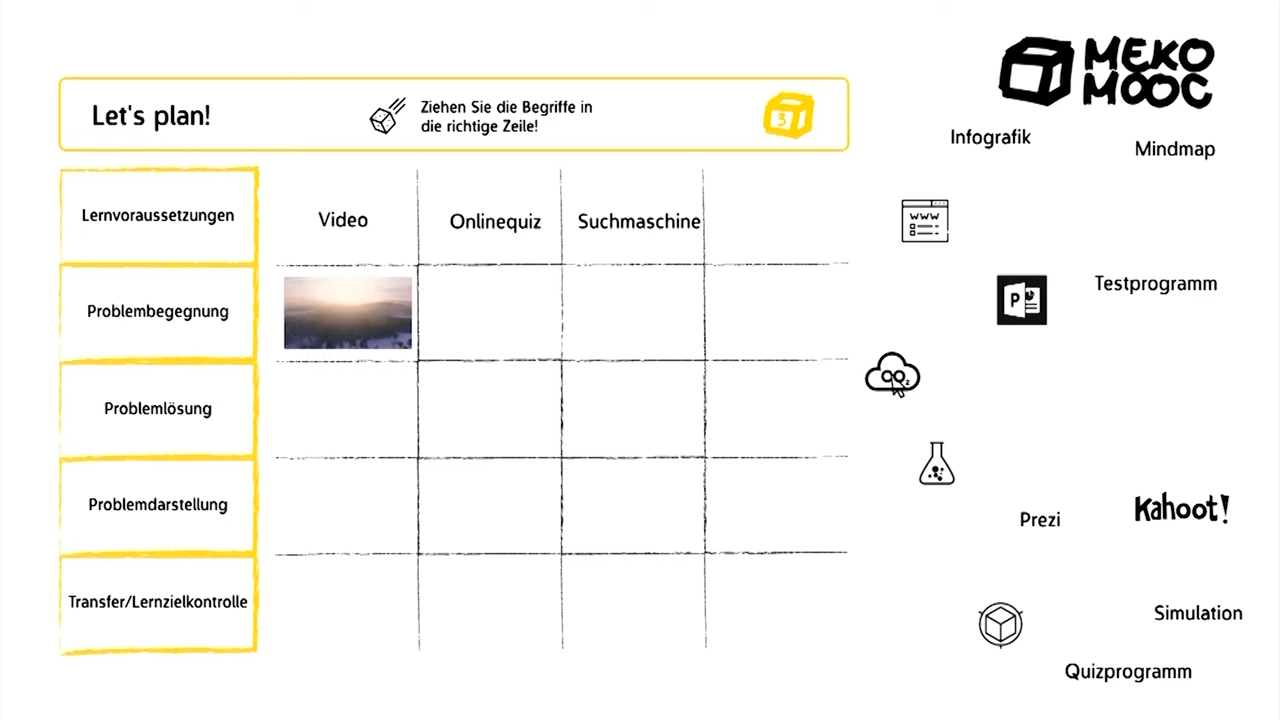 MEKO
MOOC
Let's plan!
Ziehen Sie die Begriffe in
die richtige Zeile!
3
Infografik
Mindmap
Lernvoraussetzungen
Video
Onlinequiz
Suchmaschine
WWW
Problembegegnung
P
Testprogramm
Problemlösung
CO₂
Problemdarstellung
Prezi
Kahoot!
Transfer/Lernzielkontrolle
Simulation
Quizprogramm